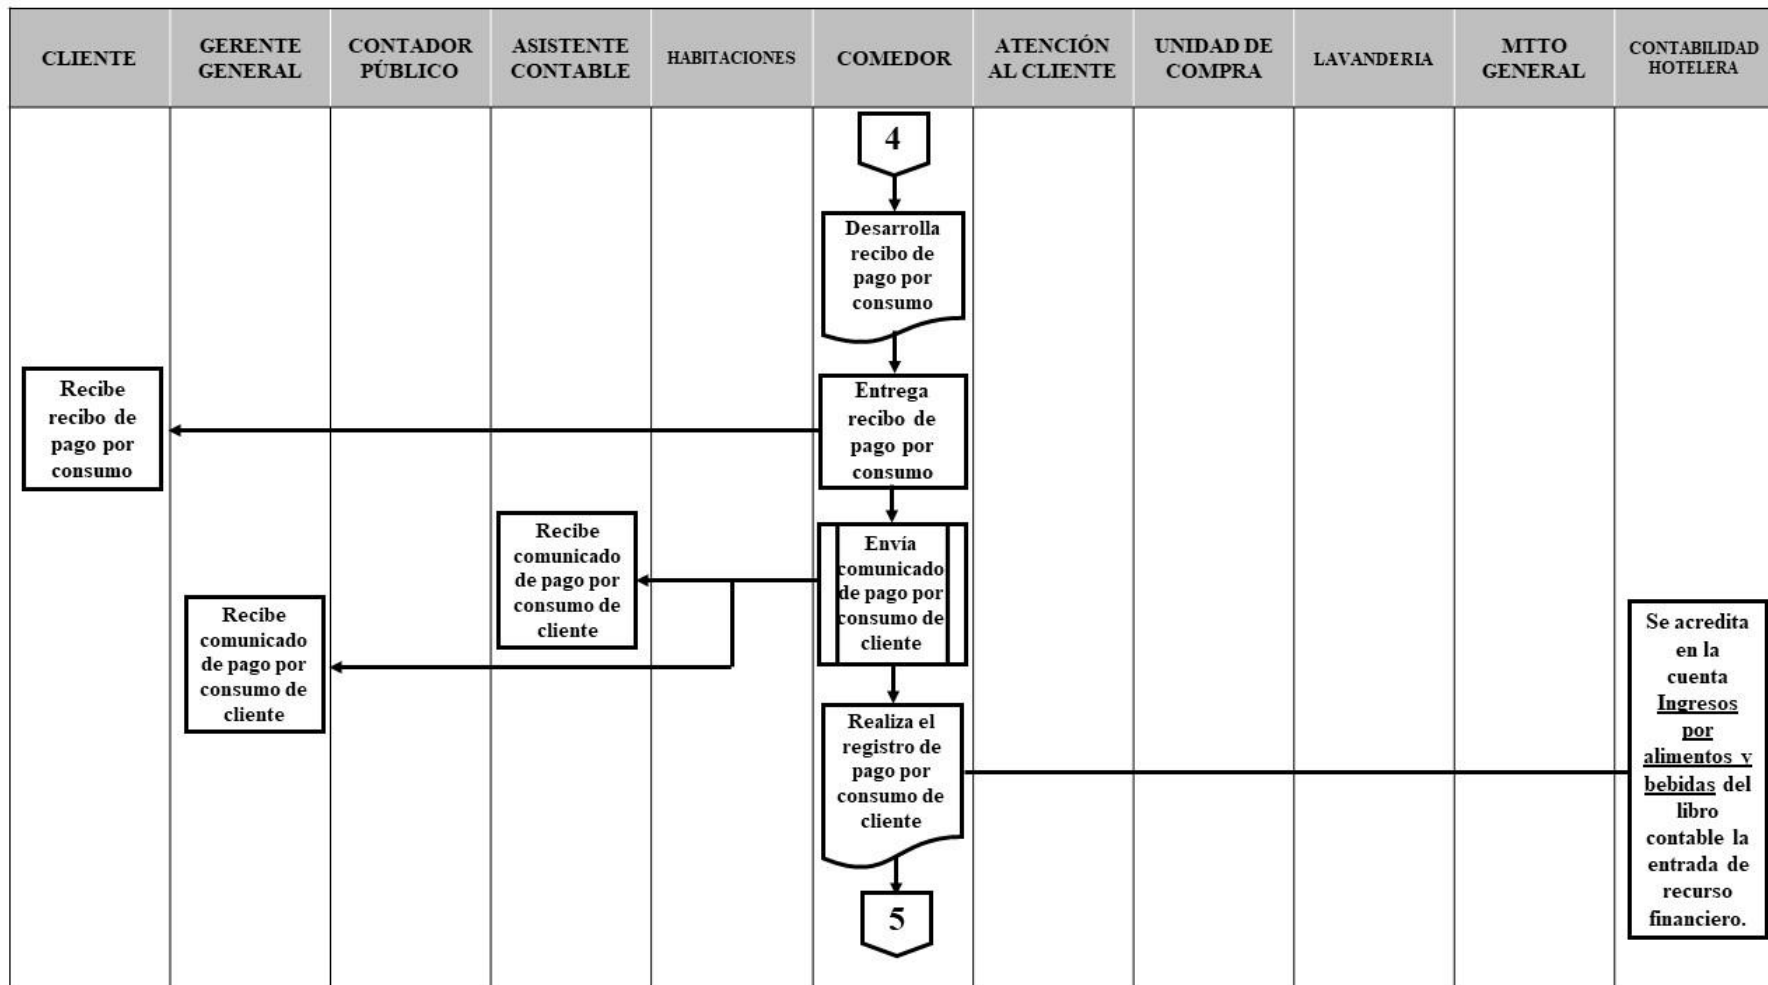 CLIENTE
GERENTE
GENERAL
CONTADOR
PÚBLICO
ASISTENTE
CONTABLE
HABITACIONES
COMEDOR
ATENCIÓN
AL CLIENTE
UNIDAD DE
COMPRA
LAVANDERIA
MTTO
GENERAL
CONTABILIDAD
HOTELERA
4
Desarrolla
recibo de
pago por
consumo
Entrega
recibo de
pago por
consumo
Recibe
recibo de
pago por
consumo
Envía
comunicado
de pago por
consumo de
cliente
Recibe
comunicado
de pago por
consumo de
cliente
Recibe
comunicado
de pago por
consumo de
cliente
Realiza el
registro de
pago por
consumo de
cliente
Se acredita
en la
cuenta
Ingresos
por
alimentos y
bebidas del
libro
contable la
entrada de
recurso
financiero.
5